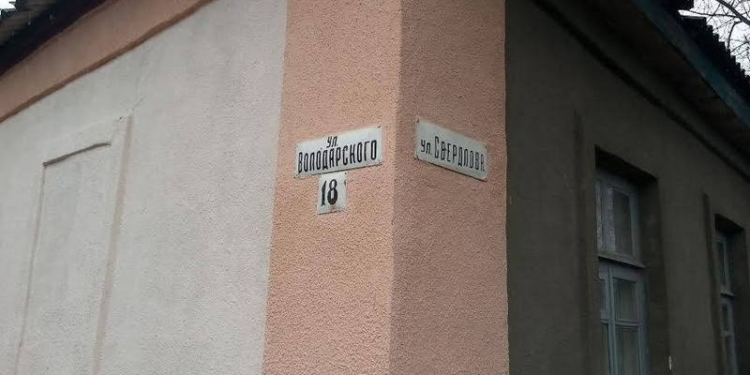 ул
Володарского
18
ул. Свердлова